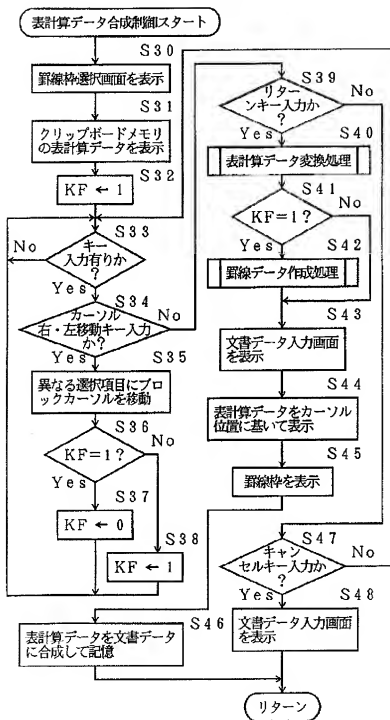 表計算データ合成制御スタート
S30
罫線枠選択画面を表示
S31
クリップボードメモリ
の表計算データを表示
S32
KF ← 1
S33
キー
入力有りか
?
No
Yes
S34
カーソル
右・左移動キー入力
か?
No
Yes
S35
異なる選択項目にブロ
ックカーソルを移動
S36
KF=1?
No
Yes
S37
KF ← 0
S38
KF ← 1
S39
リター
ンキー入力か
?
No
Yes
S40
表計算データ変換処理
S41
KF=1?
No
Yes
S42
罫線データ作成処理
S43
文書データ入力画面
を表示
S44
表計算データをカーソル
位置に基いて表示
S45
罫線枠を表示
S46
表計算データを文書データ
に合成して記憶
S47
キャン
セルキー入力か
?
No
Yes
S48
文書データ入力画面
を表示
リターン